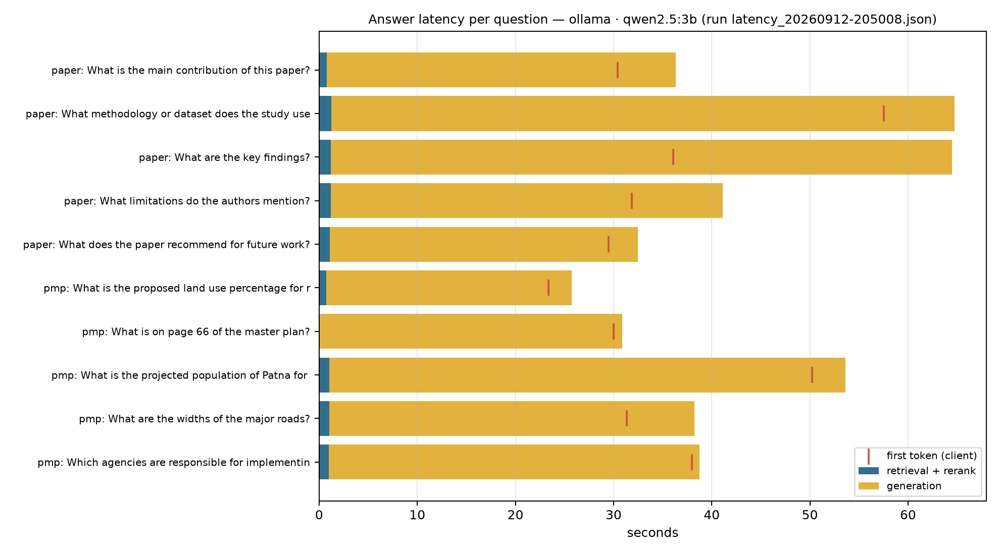 Answer latency per question — ollama · qwen2.5:3b (run latency_20260912-205008.json)
paper: What is the main contribution of this paper?
paper: What methodology or dataset does the study use
paper: What are the key findings?
paper: What limitations do the authors mention?
paper: What does the paper recommend for future work?
pmp: What is the proposed land use percentage for r
pmp: What is on page 66 of the master plan?
pmp: What is the projected population of Patna for
pmp: What are the widths of the major roads?
pmp: Which agencies are responsible for implementin
first token (client)
retrieval + rerank
generation
0 10 20 30 40 50 60
seconds